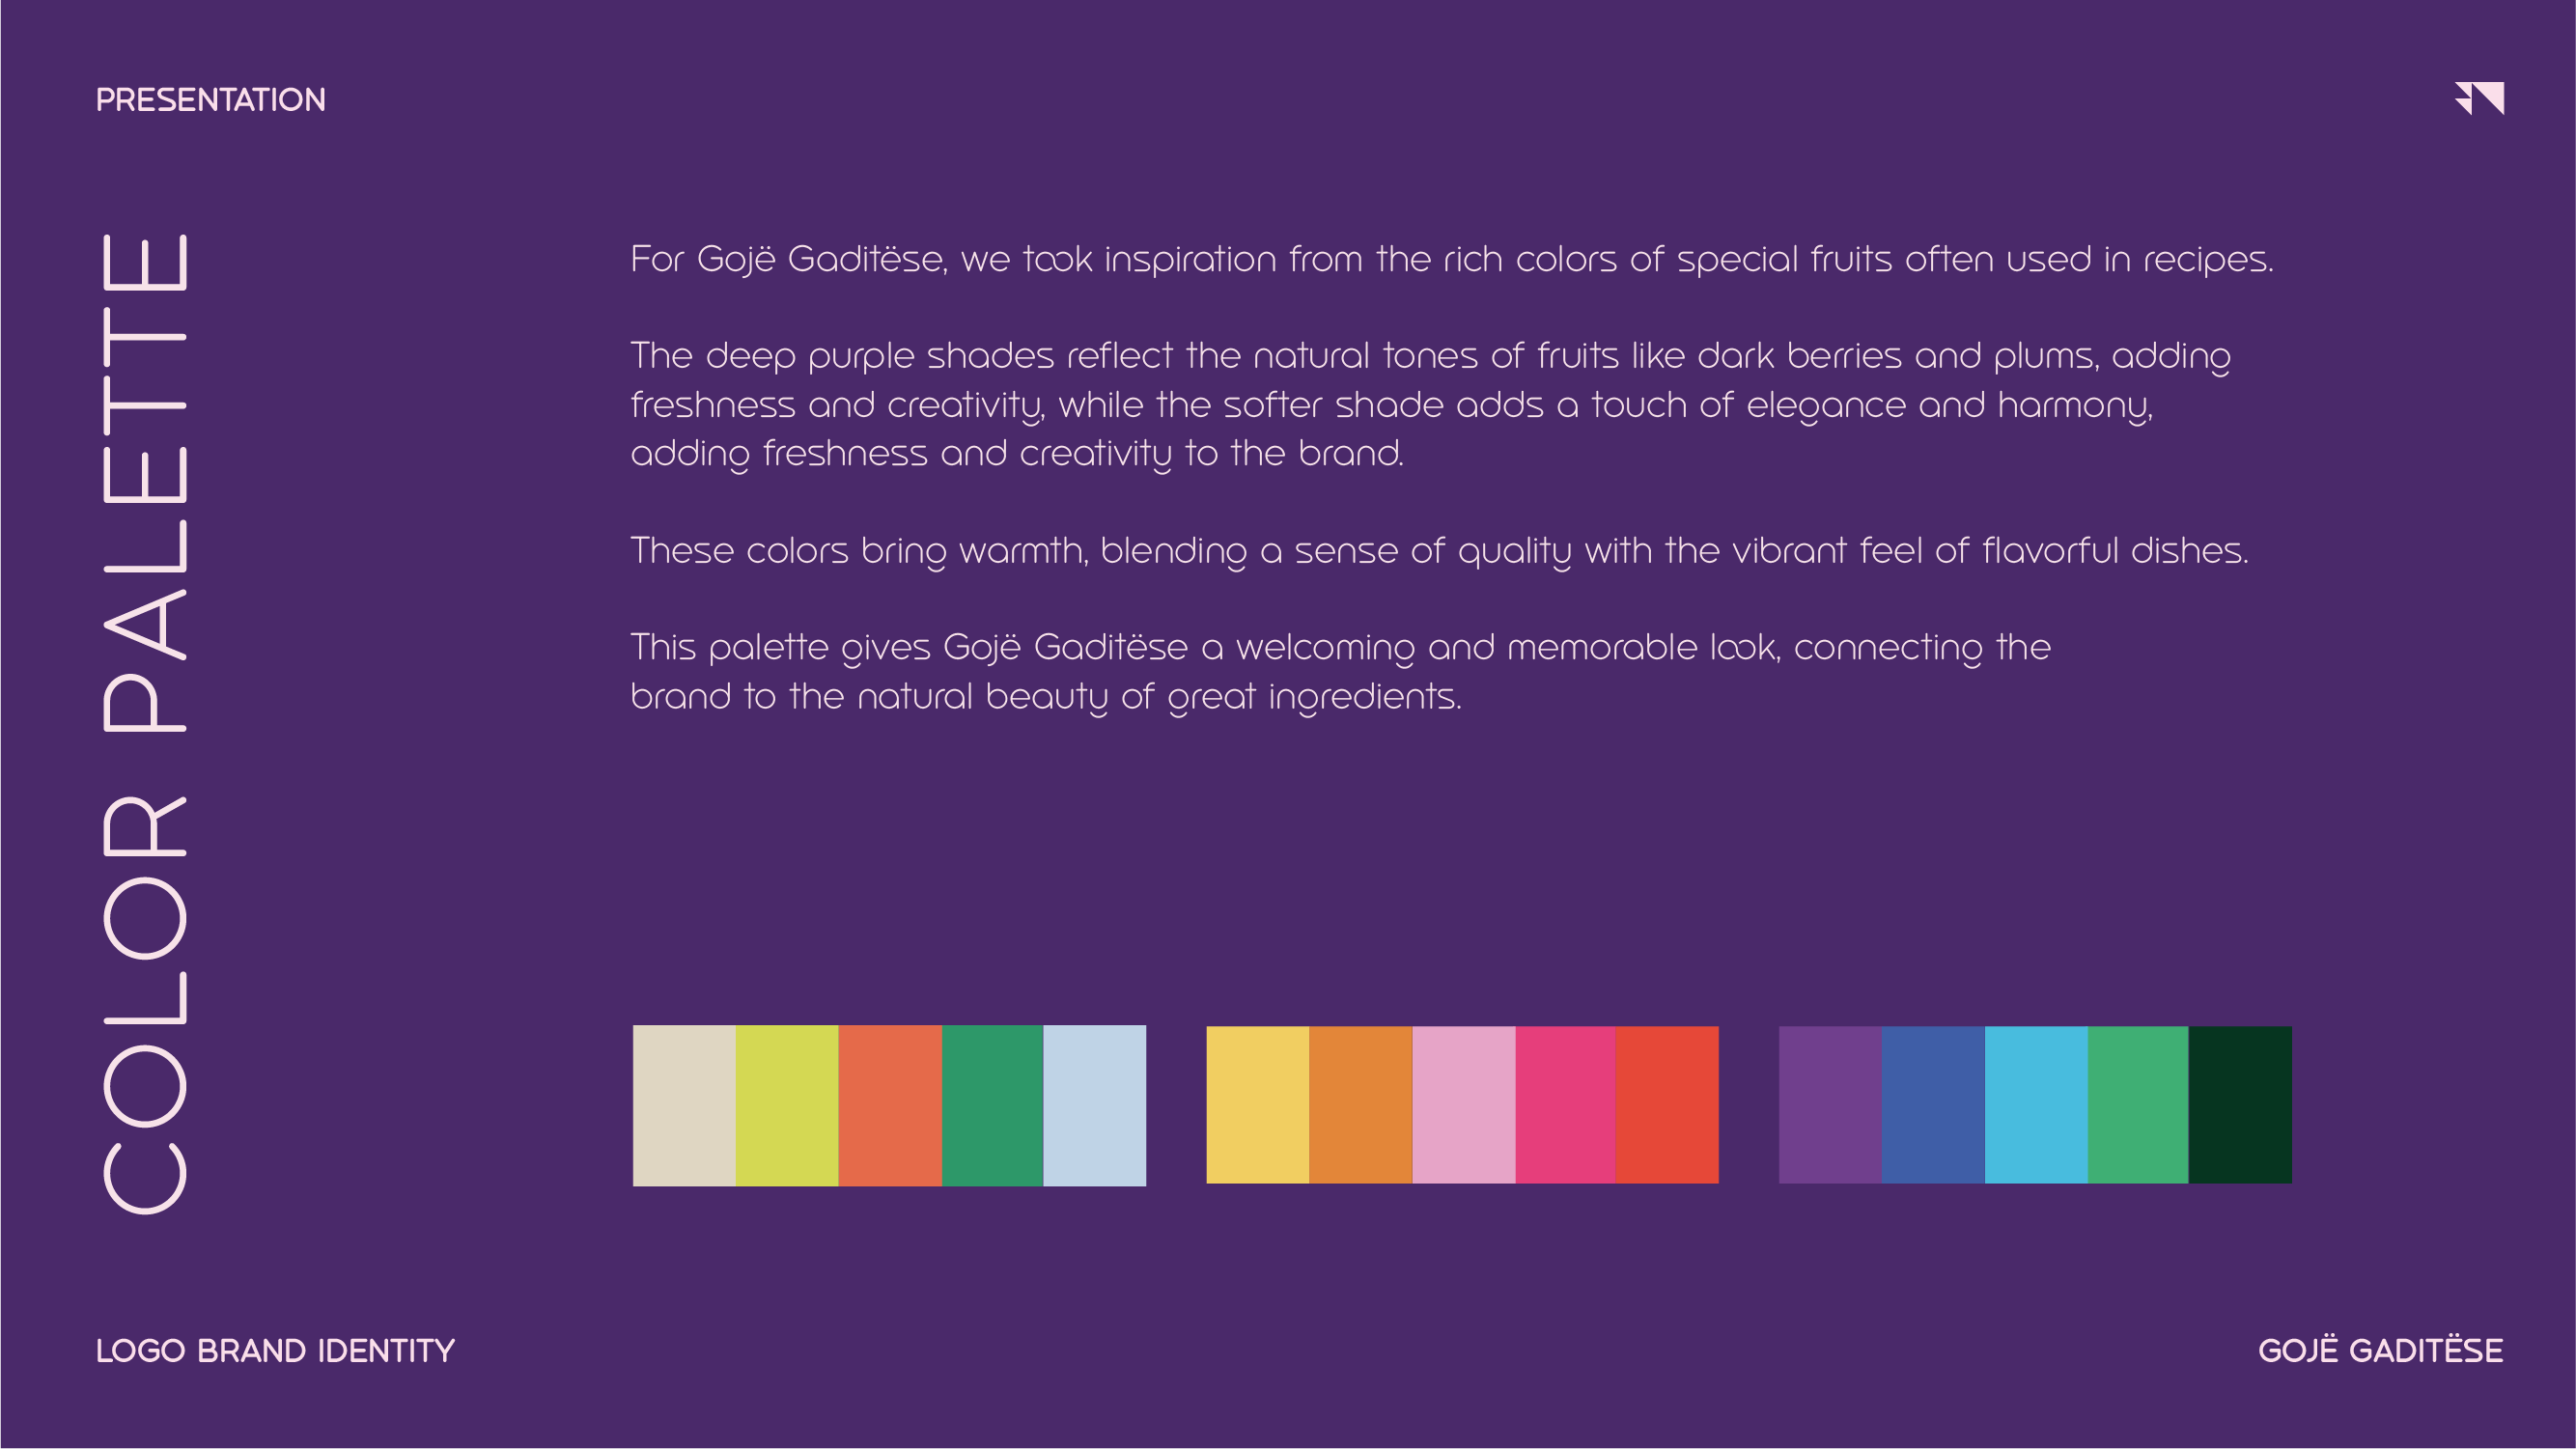 PRESENTATION
COLOR PALETTE
For Gojë Gaditëse, we took inspiration from the rich colors of special fruits often used in recipes.
The deep purple shades reflect the natural tones of fruits like dark berries and plums, adding
freshness and creativity, while the softer shade adds a touch of elegance and harmony,
adding freshness and creativity to the brand.
These colors bring warmth, blending a sense of quality with the vibrant feel of flavorful dishes.
This palette gives Gojë Gaditëse a welcoming and memorable look, connecting the
brand to the natural beauty of great ingredients.
LOGO BRAND IDENTITY
GOJË GADITËSE